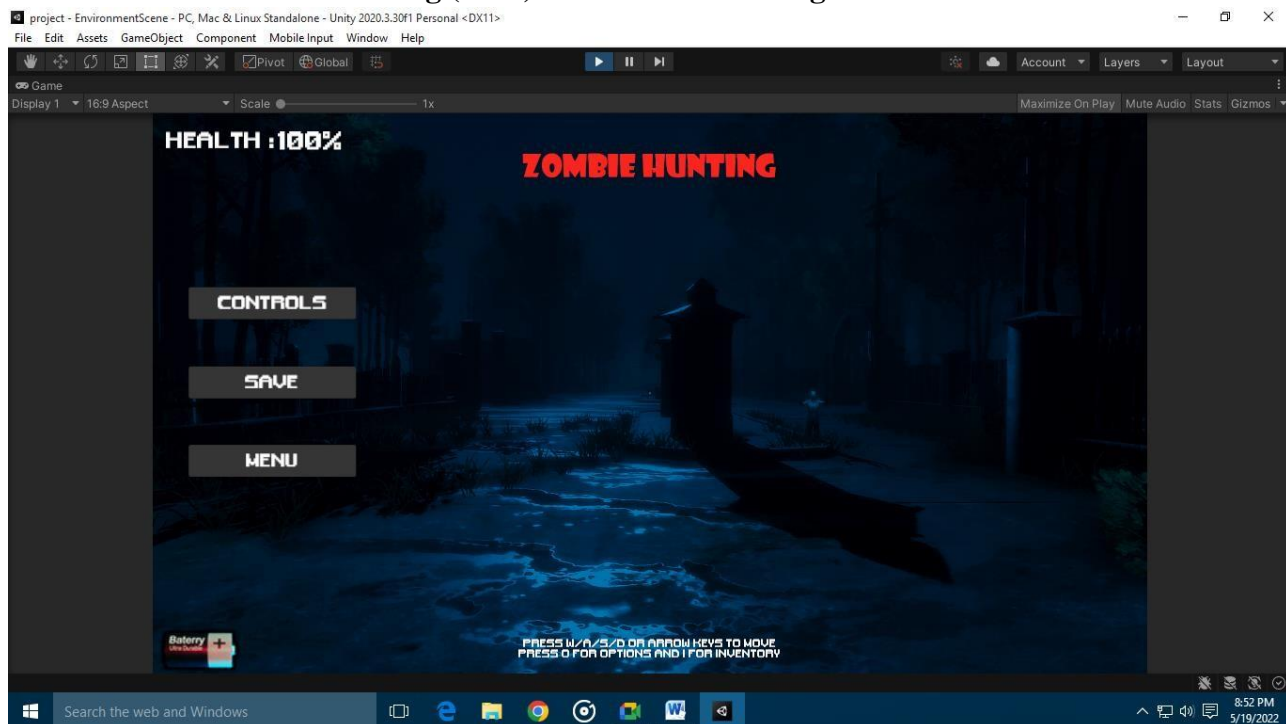 project - EnvironmentScene - PC, Mac & Linux Standalone - Unity 2020.3.30f1 Personal <DX11>
File Edit Assets GameObject Component Mobile Input Window Help
Pivot Global Account Layers Layout
Game
Display 1 16:9 Aspect Scale 1x Maximize On Play Mute Audio Stats Gizmos
HEALTH :100%
ZOMBIE HUNTING
CONTROLS
SAVE
MENU
Baterry
Ultra Durable
PRESS W/A/S/D OR ARROW KEYS TO MOVE
PRESS O FOR OPTIONS AND I FOR INVENTORY
Search the web and Windows
8:52 PM
5/19/2022